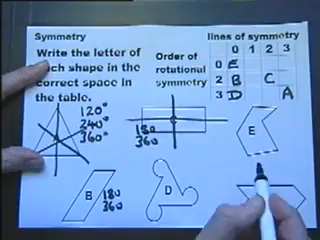 Symmetry
Write the letter of
each shape in the
correct space in
the table.
Order of
rotational
symmetry
lines of symmetry
0 1 2 3
0 E
2 B C
3 D A
120°
240°
360°
180
360
E
B
180
360
D